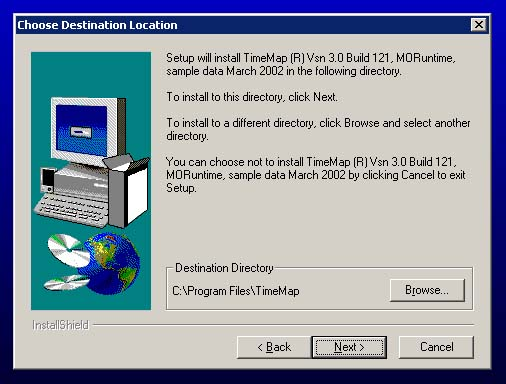 Choose Destination Location
Setup will install TimeMap (R) Vsn 3.0 Build 121, MORuntime,
sample data March 2002 in the following directory.
To install to this directory, click Next.
To install to a different directory, click Browse and select another
directory.
You can choose not to install TimeMap (R) Vsn 3.0 Build 121,
MORuntime, sample data March 2002 by clicking Cancel to exit
Setup.
Destination Directory
C:\Program Files\TimeMap
Browse...
InstallShield
< Back
Next >
Cancel